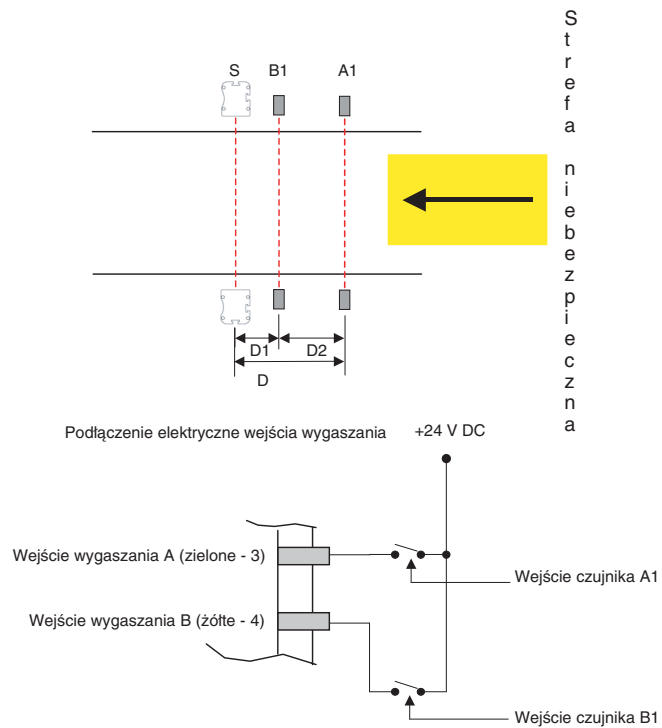 S B1 A1
Strefa niebezpieczna
D1 D2
D
Podłączenie elektryczne wejścia wygaszania +24 V DC
Wejście wygaszania A (zielone - 3)
Wejście czujnika A1
Wejście wygaszania B (żółte - 4)
Wejście czujnika B1